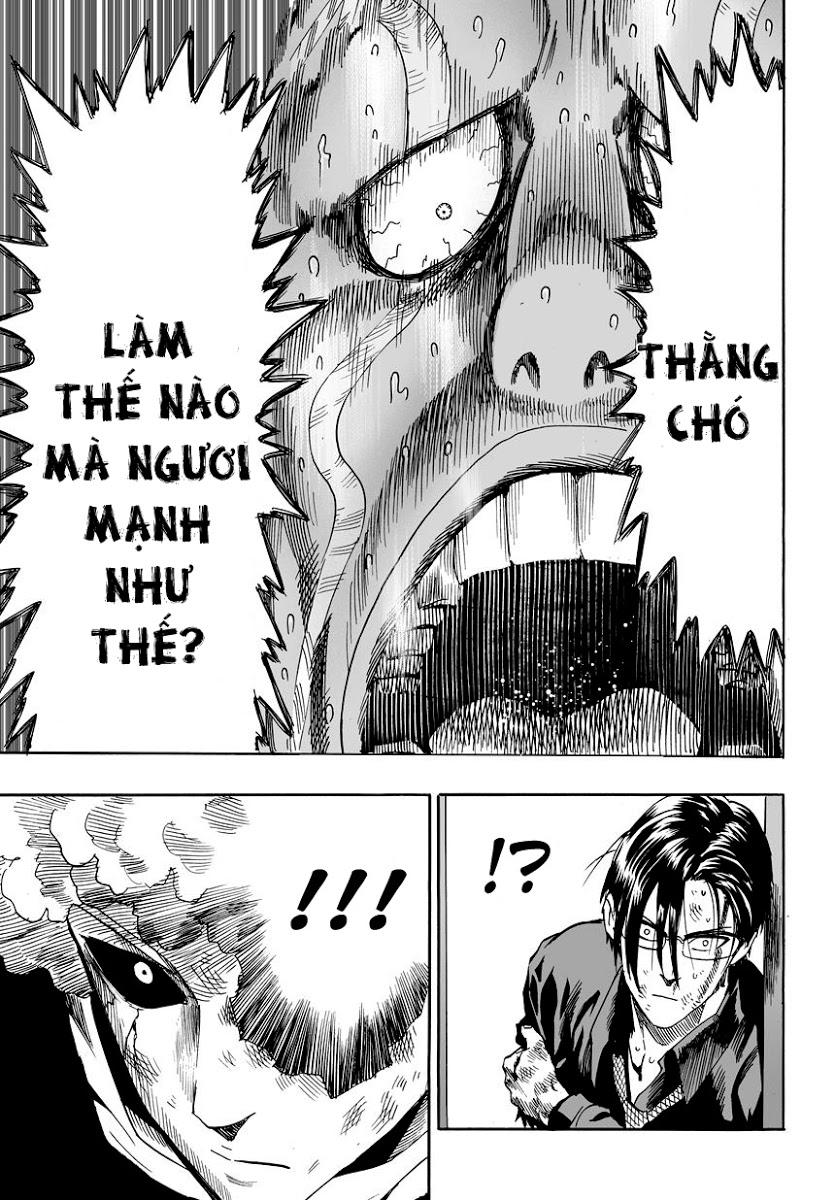 THẰNG
CHÓ
LÀM
THẾ NÀO
MÀ NGƯƠI
MẠNH
NHƯ
THẾ?
!?
!!!